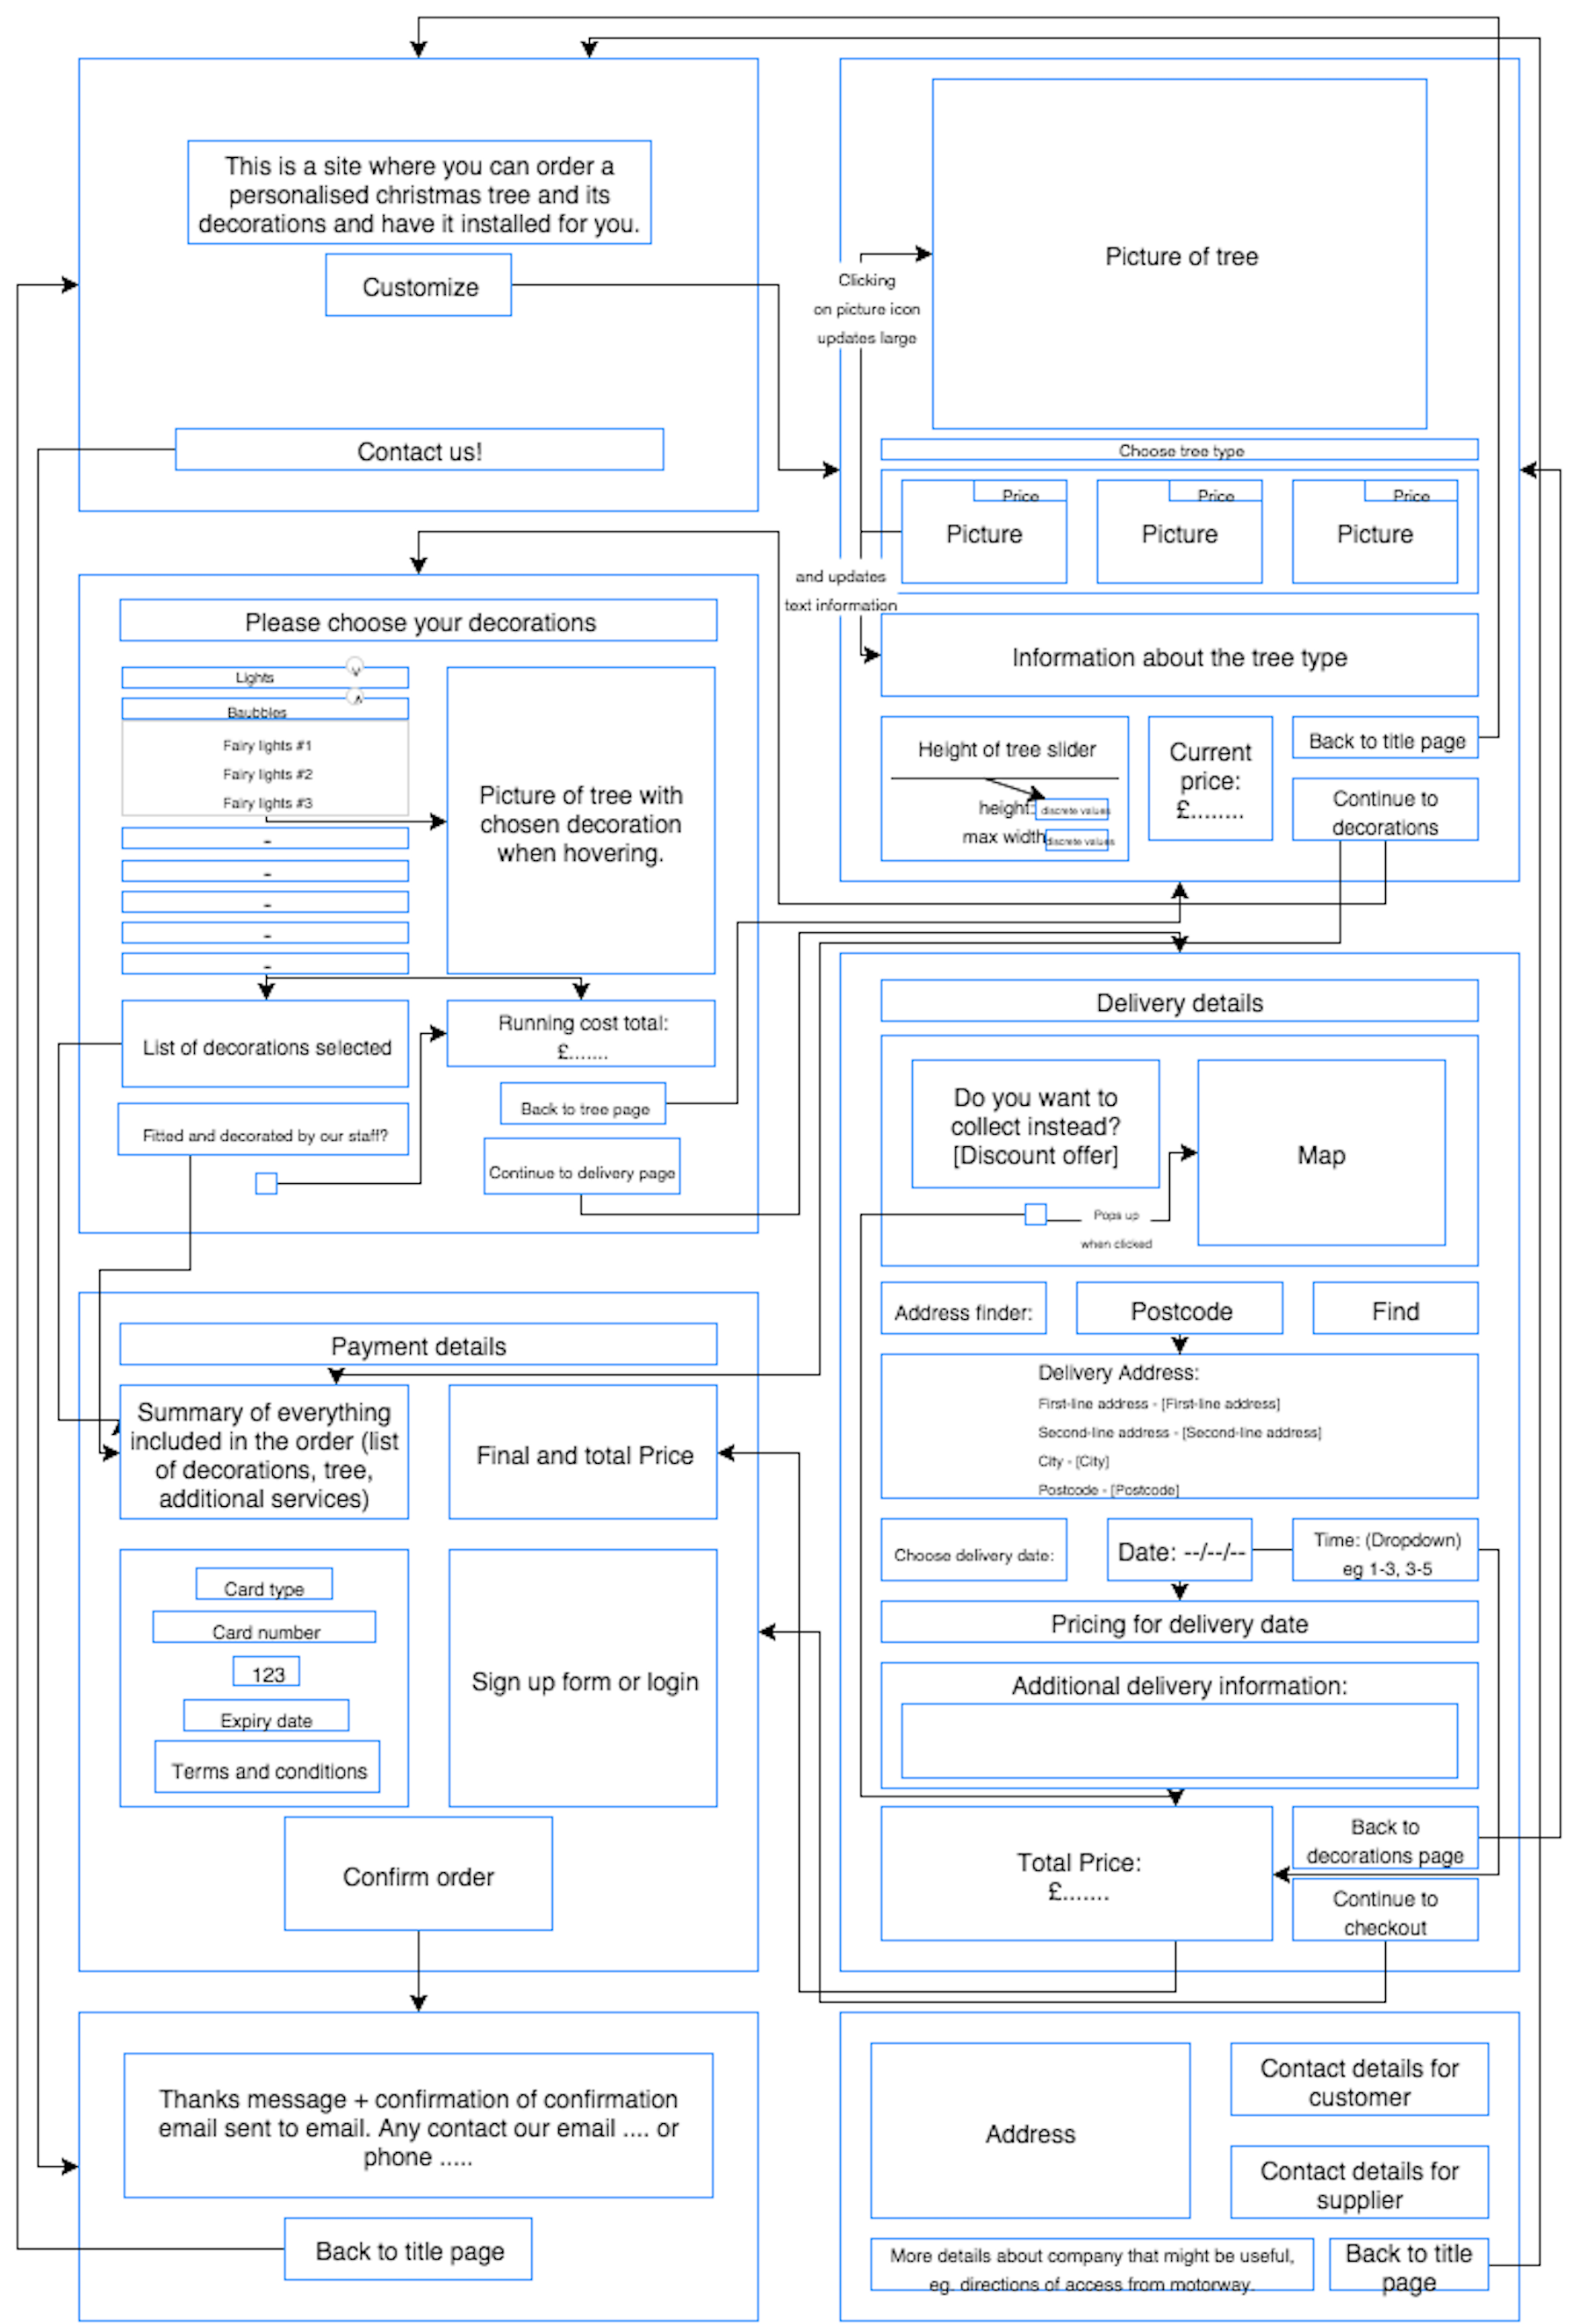 This is a site where you can order a
personalised christmas tree and its
decorations and have it installed for you.
Customize
Contact us!
Picture of tree
Clicking
on picture icon
updates large
Choose tree type
Price
Picture
Price
Picture
Price
Picture
and updates
text information
Information about the tree type
Height of tree slider
height:
discrete values
max width
discrete values
Current
price:
£........
Back to title page
Continue to
decorations
Please choose your decorations
Lights
v
Baubbles
^
Fairy lights #1
Fairy lights #2
Fairy lights #3
-
-
-
-
-
Picture of tree with
chosen decoration
when hovering.
List of decorations selected
Running cost total:
£.......
Back to tree page
Fitted and decorated by our staff?
Continue to delivery page
Delivery details
Do you want to
collect instead?
[Discount offer]
Map
Pops up
when clicked
Address finder:
Postcode
Find
Delivery Address:
First-line address - [First-line address]
Second-line address - [Second-line address]
City - [City]
Postcode - [Postcode]
Choose delivery date:
Date: --/--/--
Time: (Dropdown)
eg 1-3, 3-5
Pricing for delivery date
Additional delivery information:
Total Price:
£.......
Back to
decorations page
Continue to
checkout
Payment details
Summary of everything
included in the order (list
of decorations, tree,
additional services)
Final and total Price
Card type
Card number
123
Expiry date
Terms and conditions
Sign up form or login
Confirm order
Thanks message + confirmation of confirmation
email sent to email. Any contact our email .... or
phone .....
Back to title page
Address
Contact details for
customer
Contact details for
supplier
More details about company that might be useful,
eg. directions of access from motorway.
Back to title
page